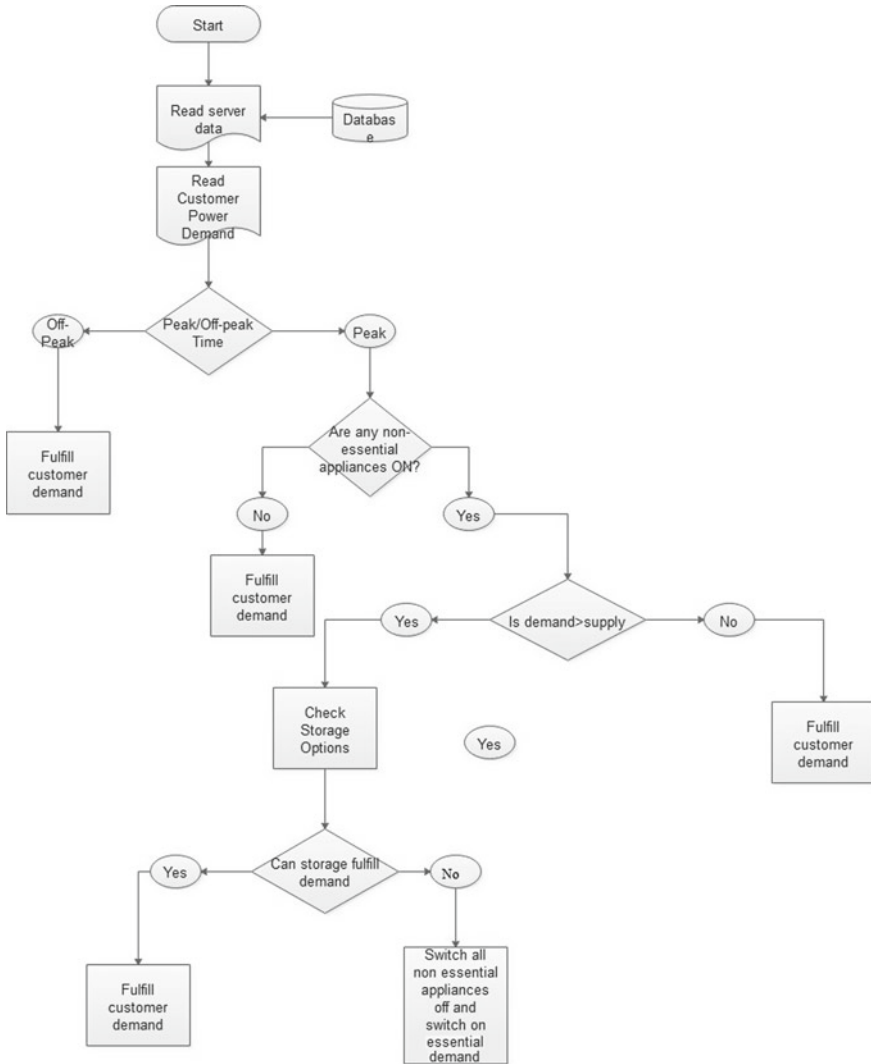 Start
Read server
data
Databas
e
Read
Customer
Power
Demand
Off-
Peak
Peak/Off-peak
Time
Peak
Fulfill
customer
demand
Are any non-
essential
appliances ON?
No
Yes
Fulfill
customer
demand
Yes
Is demand>supply
No
Check
Storage
Options
Yes
Fulfill
customer
demand
Yes
Can storage fulfill
demand
No
Fulfill
customer
demand
Switch all
non essential
appliances
off and
switch on
essential
demand